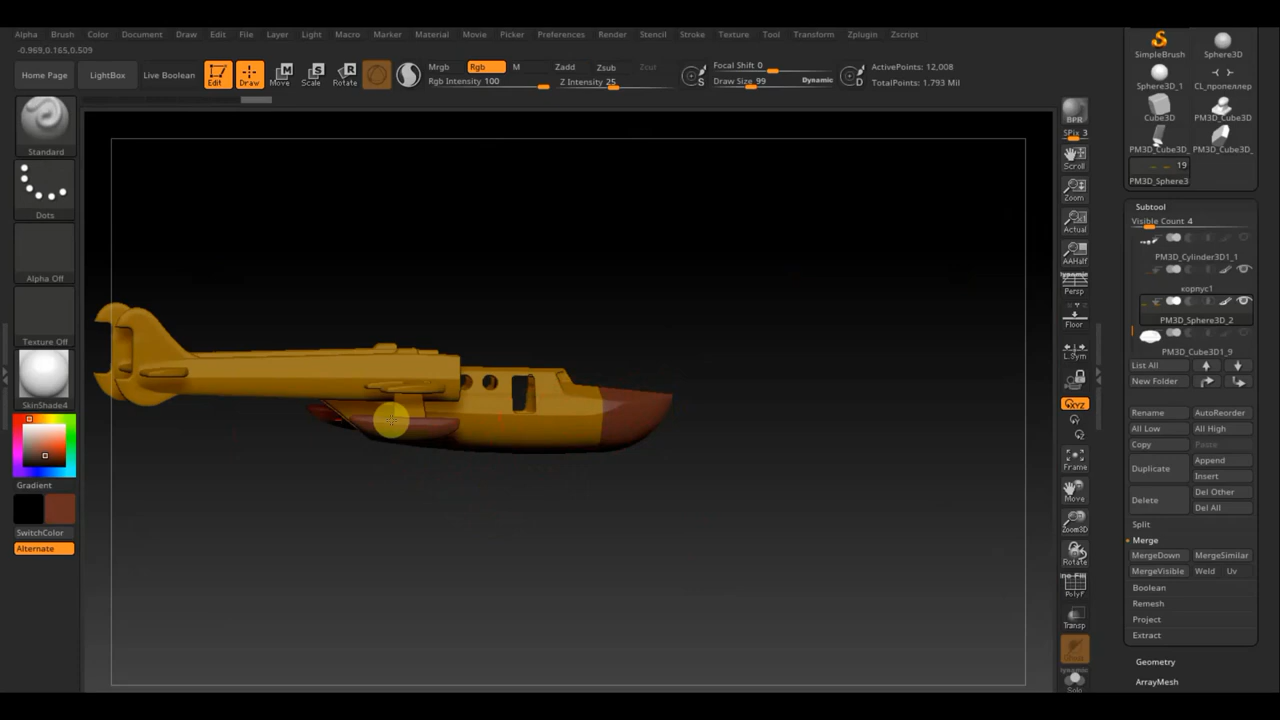 Alpha Brush Color Document Draw Edit File Layer Light Macro Marker Material Movie Picker Preferences Render Stencil Stroke Texture Tool Transform Zplugin Zscript
-0.969,0.165,0.509
Home Page LightBox Live Boolean Edit Draw Move Scale Rotate
Mrgb Rgb M Zadd Zsub Zcut
Rgb Intensity 100 Z Intensity 25
Focal Shift 0
Draw Size 99 Dynamic
ActivePoints: 12,008
TotalPoints: 1.793 Mil
S
D
Standard
Dots
Alpha Off
Texture Off
SkinShade4
Gradient
SwitchColor
Alternate
BPR
SPix 3
Scroll
Zoom
Actual
AAHalf
Dynamic
Persp
Floor
L.Sym
XYZ
Y
Z
Frame
Move
Zoom3D
Rotate
PolyF
Transp
Solo
SimpleBrush Sphere3D
Sphere3D_1 CL_пропеллер
Cube3D PM3D_Cube3D
PM3D_Cube3D_ PM3D_Cube3D_
19
PM3D_Sphere3
Subtool
Visible Count 4
PM3D_Cylinder3D1_1
корпус1
PM3D_Sphere3D_2
PM3D_Cube3D1_9
List All
New Folder
Rename AutoReorder
All Low All High
Copy Paste
Duplicate Append
Insert
Delete Del Other
Del All
Split
Merge
MergeDown MergeSimilar
MergeVisible Weld Uv
Boolean
Remesh
Project
Extract
Geometry
ArrayMesh